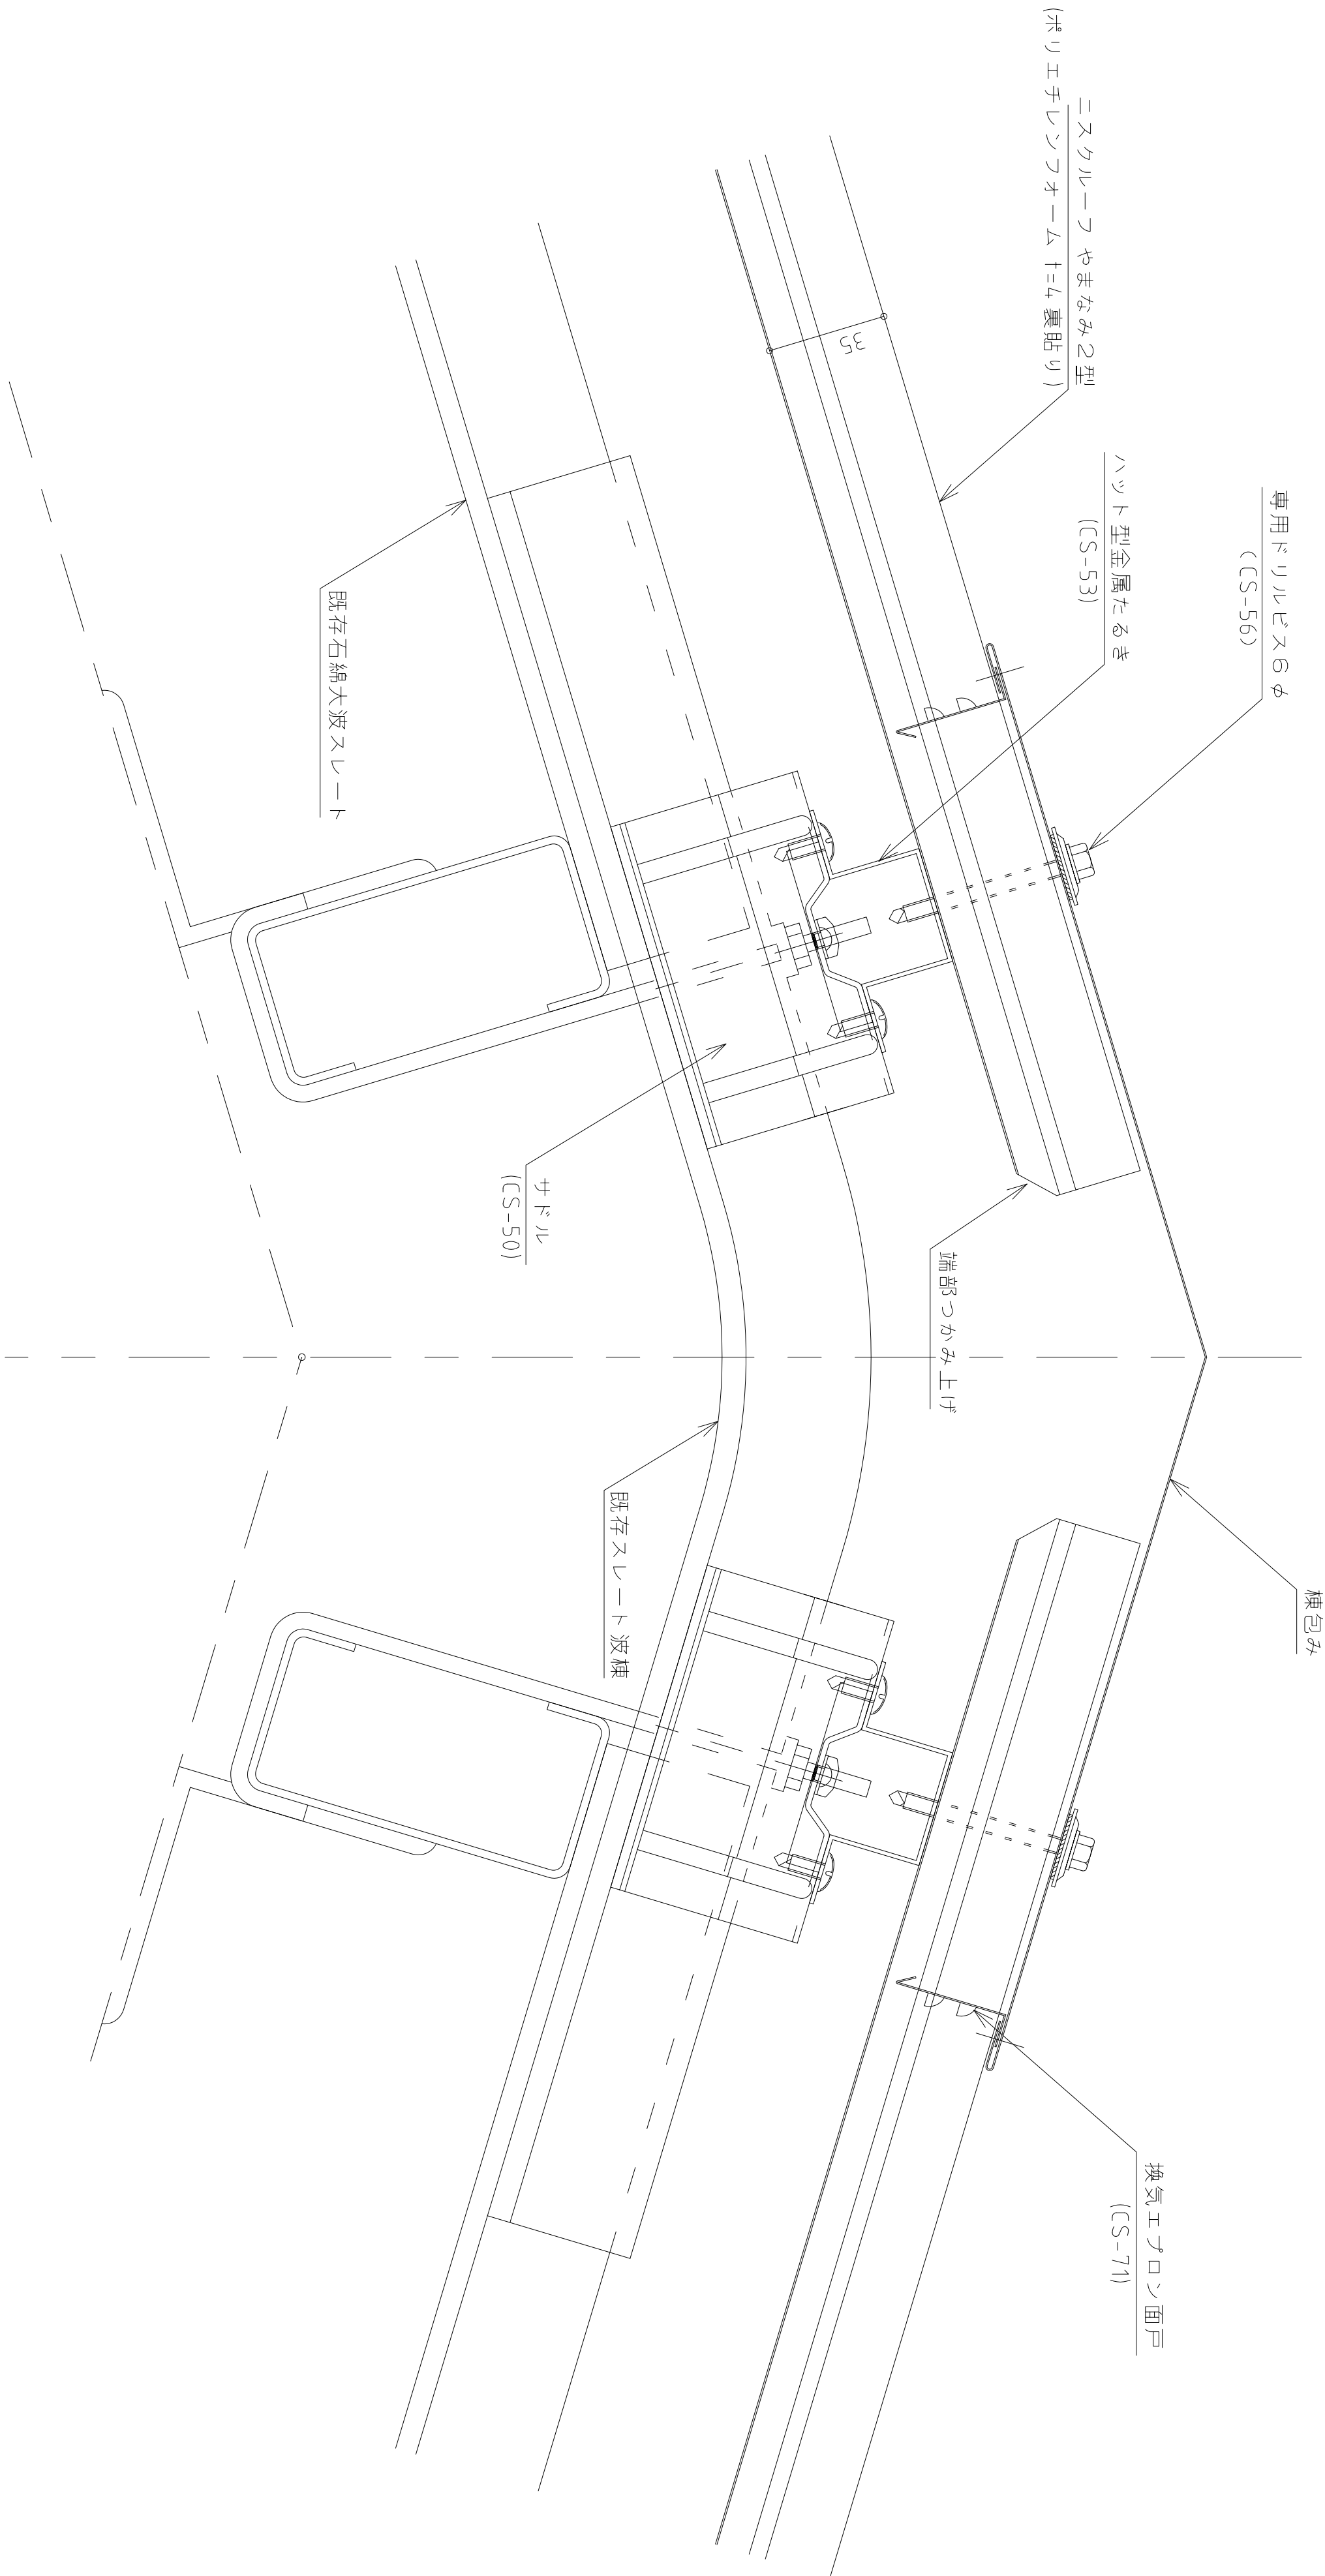 ニスクルーフ やまなみ2型
(ポリエチレンフォーム t=4 裏貼り)
35
ハット型金属たるき
(CS-53)
専用ドリルビス6φ
(CS-56)
既存石綿大波スレート
サドル
(CS-50)
端部つかみ上げ
既存スレート波棟
棟包み
換気エプロン面戸
(CS-71)